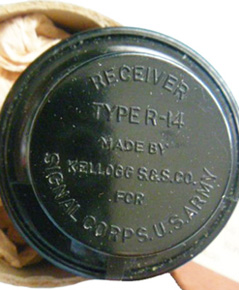 RECEIVER
TYPE R-14
MADE BY
KELLOGG S.&S.CO.
FOR
SIGNAL CORPS. U.S. ARMY